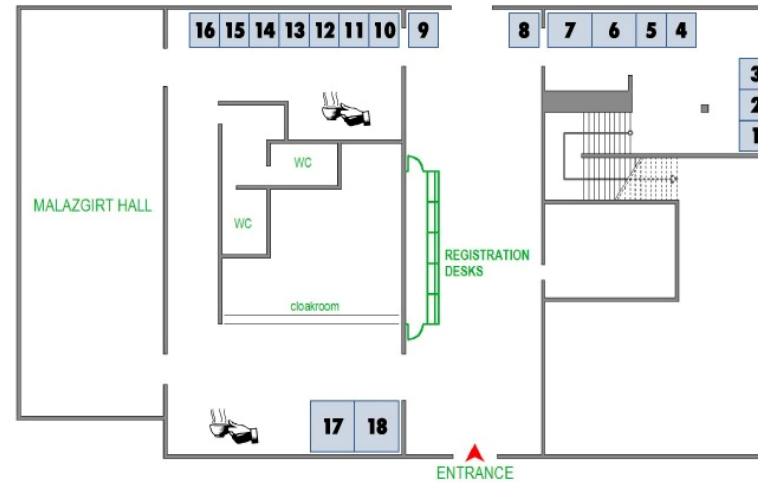 16 15 14 13 12 11 10 9 8 7 6 5 4
3
2
1
WC
MALAZGIRT HALL
WC
REGISTRATION
DESKS
cloakroom
17 18
ENTRANCE